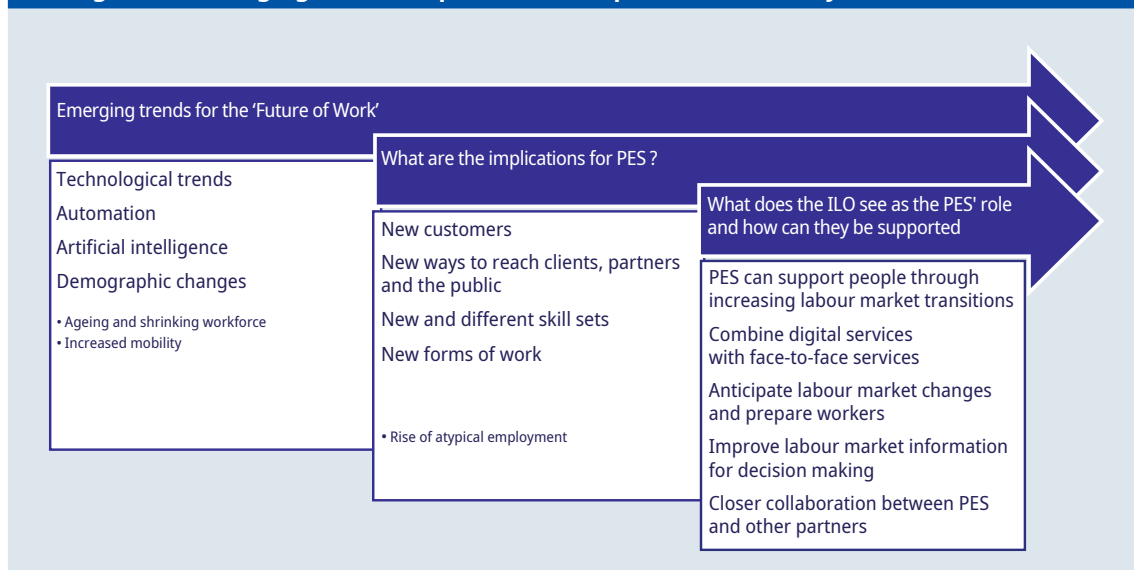 Emerging trends for the ‘Future of Work’
Technological trends
Automation
Artificial intelligence
Demographic changes
• Ageing and shrinking workforce
• Increased mobility
What are the implications for PES ?
New customers
New ways to reach clients, partners
and the public
New and different skill sets
New forms of work
• Rise of atypical employment
What does the ILO see as the PES' role
and how can they be supported
PES can support people through
increasing labour market transitions
Combine digital services
with face-to-face services
Anticipate labour market changes
and prepare workers
Improve labour market information
for decision making
Closer collaboration between PES
and other partners